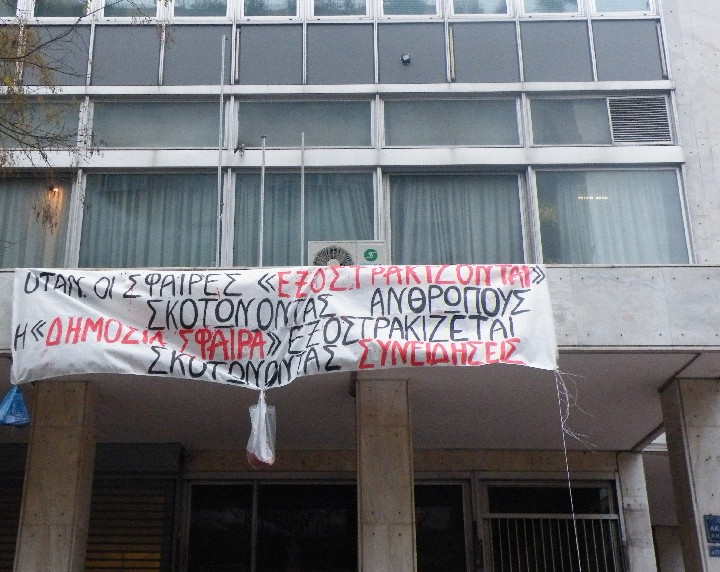 ΟΤΑΝ ΟΙ ΣΦΑΙΡΕΣ «ΕΞΟΣΤΡΑΚΙΖΟΝΤΑΙ»
ΣΚΟΤΩΝΟΝΤΑΣ ΑΝΘΡΩΠΟΥΣ
Η «ΔΗΜΟΣΙΑ ΣΦΑΙΡΑ» ΕΞΟΣΤΡΑΚΙΖΕΤΑΙ
ΣΚΟΤΩΝΟΝΤΑΣ ΣΥΝΕΙΔΗΣΕΙΣ